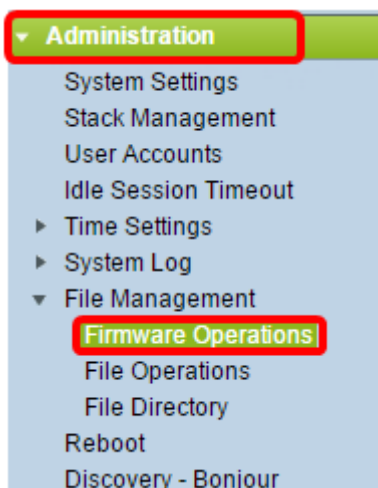 Administration
System Settings
Stack Management
User Accounts
Idle Session Timeout
Time Settings
System Log
File Management
Firmware Operations
File Operations
File Directory
Reboot
Discovery - Bonjour